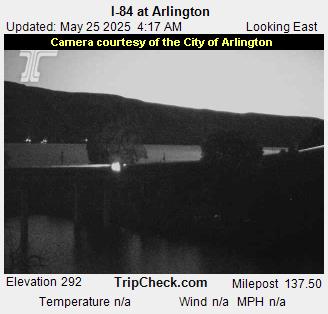 I-84 at Arlington
Updated: May 25 2025 4:17 AM Looking East
Camera courtesy of the City of Arlington
Elevation 292 TripCheck.com Milepost 137.50
Temperature n/a Wind n/a MPH n/a